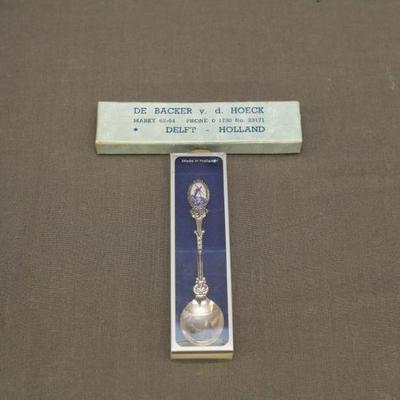 DE BACKER v. d. HOECK
MARKT 62-64 PHONE 0 1730 No. 23171
* DELFT - HOLLAND
Made in Holland